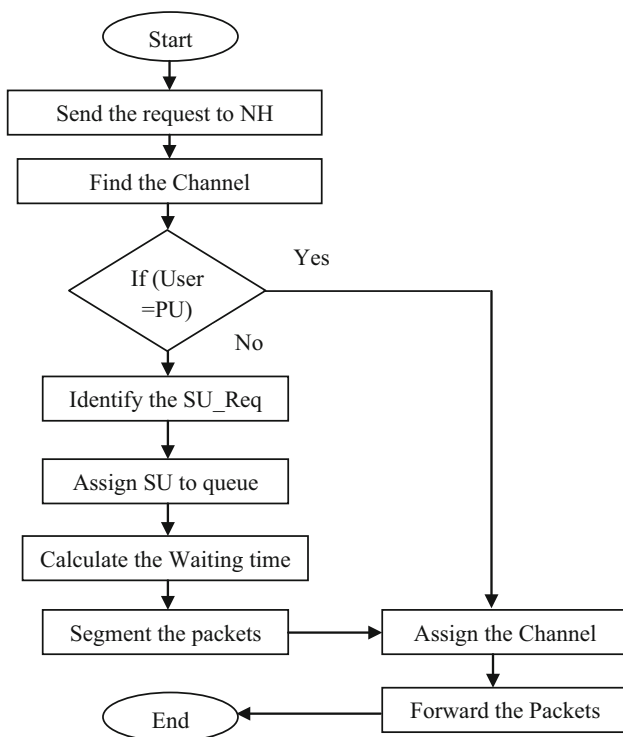 Start
Send the request to NH
Find the Channel
If (User
=PU)
Yes
No
Identify the SU_Req
Assign SU to queue
Calculate the Waiting time
Segment the packets
Assign the Channel
Forward the Packets
End